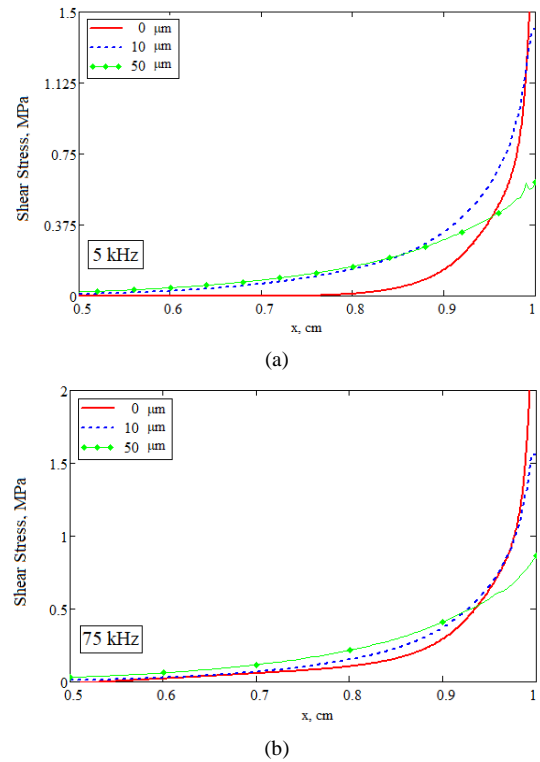 1.5
1.125
0.75
0.375
0
Shear Stress, MPa
0 μm
10 μm
50 μm
5 kHz
0.5 0.6 0.7 0.8 0.9 1
x, cm
(a)
2
1.5
1
0.5
0
Shear Stress, MPa
0 μm
10 μm
50 μm
75 kHz
0.5 0.6 0.7 0.8 0.9 1
x, cm
(b)